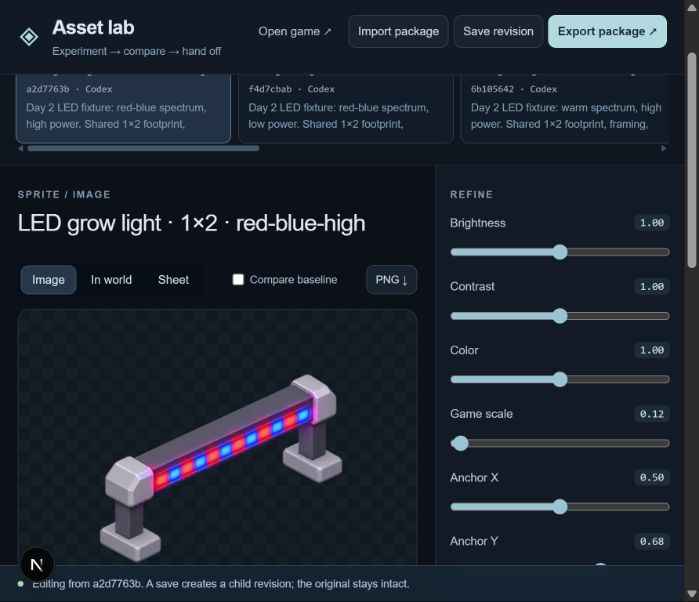 Asset lab
Experiment → compare → hand off
Open game ↗
Import package
Save revision
Export package ↗
a2d7763b · Codex
Day 2 LED fixture: red-blue spectrum,
high power. Shared 1×2 footprint,
f4d7cbab · Codex
Day 2 LED fixture: red-blue spectrum,
low power. Shared 1×2 footprint,
6b105642 · Codex
Day 2 LED fixture: warm spectrum, high
power. Shared 1×2 footprint, framing,
SPRITE / IMAGE
LED grow light · 1×2 · red-blue-high
Image
In world
Sheet
Compare baseline
PNG ↓
REFINE
Brightness
1.00
Contrast
1.00
Color
1.00
Game scale
0.12
Anchor X
0.50
Anchor Y
0.68
N
Editing from a2d7763b. A save creates a child revision; the original stays intact.